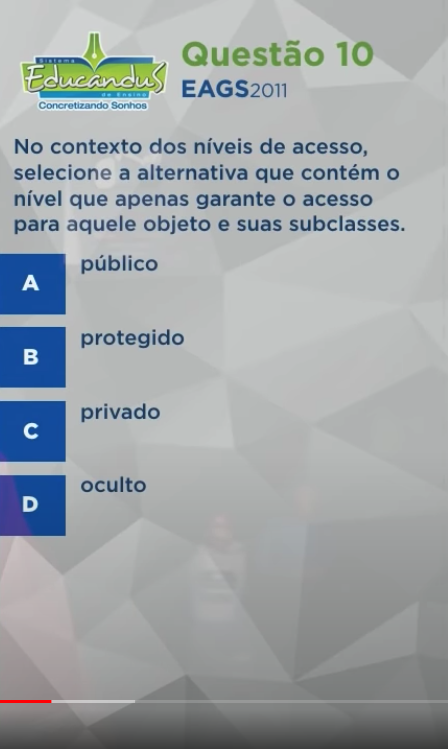 Sistema
Educandus
de Ensino
Concretizando Sonhos
Questão 10
EAGS2011
No contexto dos níveis de acesso,
selecione a alternativa que contém o
nível que apenas garante o acesso
para aquele objeto e suas subclasses.
A público
B protegido
C privado
D oculto